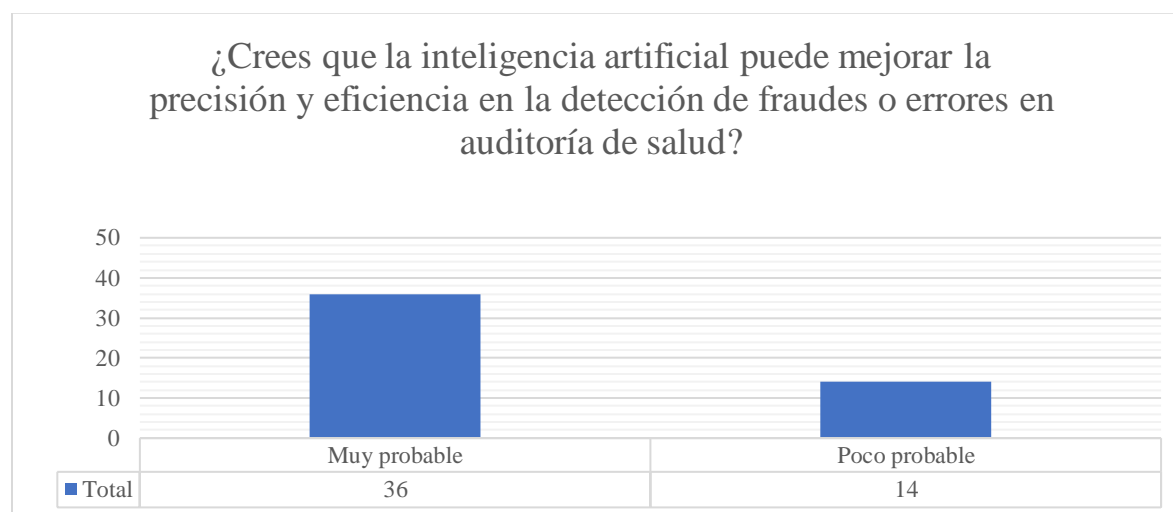 ¿Crees que la inteligencia artificial puede mejorar la
precisión y eficiencia en la detección de fraudes o errores en
auditoría de salud?
50
40
30
20
10
0
Muy probable Poco probable
Total 36 14